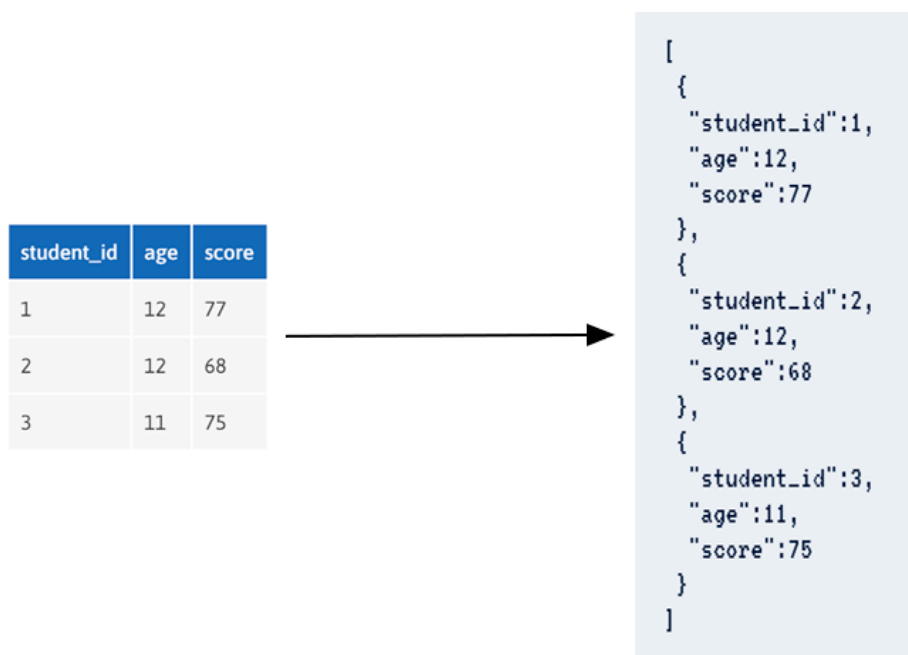 student_id age score
1 12 77
2 12 68
3 11 75
[
{
"student_id":1,
"age":12,
"score":77
},
{
"student_id":2,
"age":12,
"score":68
},
{
"student_id":3,
"age":11,
"score":75
}
]